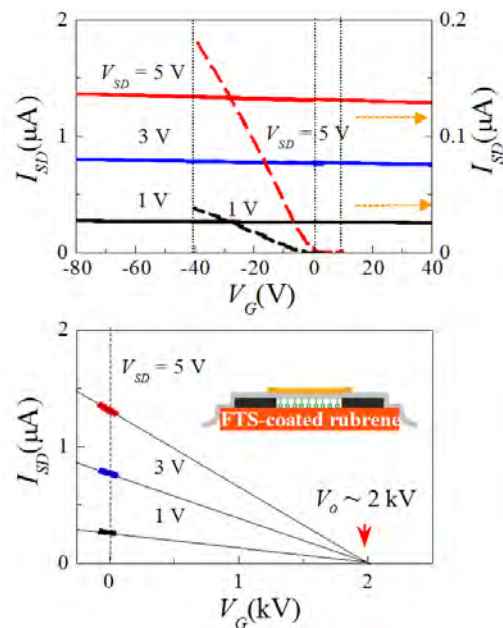 2
0.2
V_SD = 5 V
V_SD = 5 V
3 V
0.1
1
1 V
1 V
0
0.0
I_SD(μA)
I_SD(μA)
-80 -60 -40 -20 0 20 40
V_G(V)
2
V_SD = 5 V
FTS-coated rubrene
1
3 V
V_o ~ 2 kV
1 V
0
I_SD(μA)
0 1 2
V_G(kV)